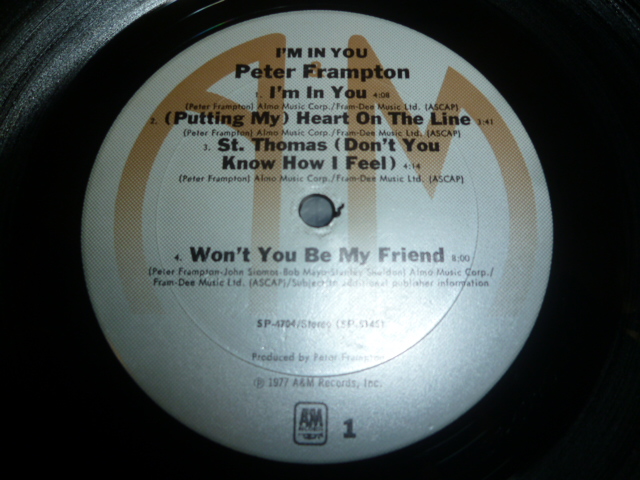 I'M IN YOU
Peter Frampton
1. I'm In You 4:08
(Peter Frampton) Almo Music Corp./Fram-Dee Music Ltd. (ASCAP)
2. (Putting My) Heart On The Line 3:41
(Peter Frampton) Almo Music Corp./Fram-Dee Music Ltd. (ASCAP)
3. St. Thomas (Don't You
Know How I Feel) 4:14
(Peter Frampton) Almo Music Corp./Fram-Dee Music Ltd. (ASCAP)
4. Won't You Be My Friend 8:00
(Peter Frampton-John Siomos-Bob Mayo-Stanley Sheldon) Almo Music Corp./
Fram-Dee Music Ltd. (ASCAP)/Subject to additional publisher information
SP-4704/Stereo (SP-5145)
Produced by Peter Frampton
℗ 1977 A&M Records, Inc.
A&M
RECORDS
1